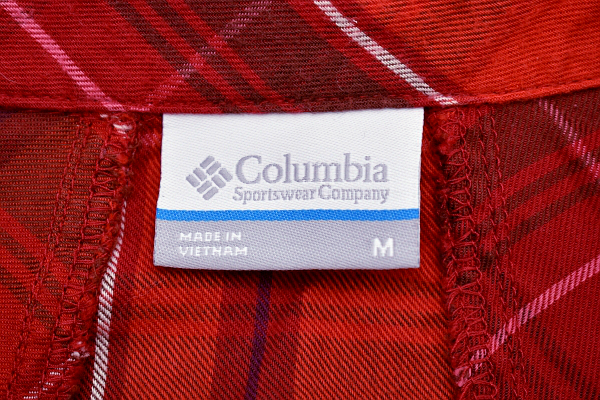 Columbia
Sportswear Company
MADE IN
VIETNAM
M